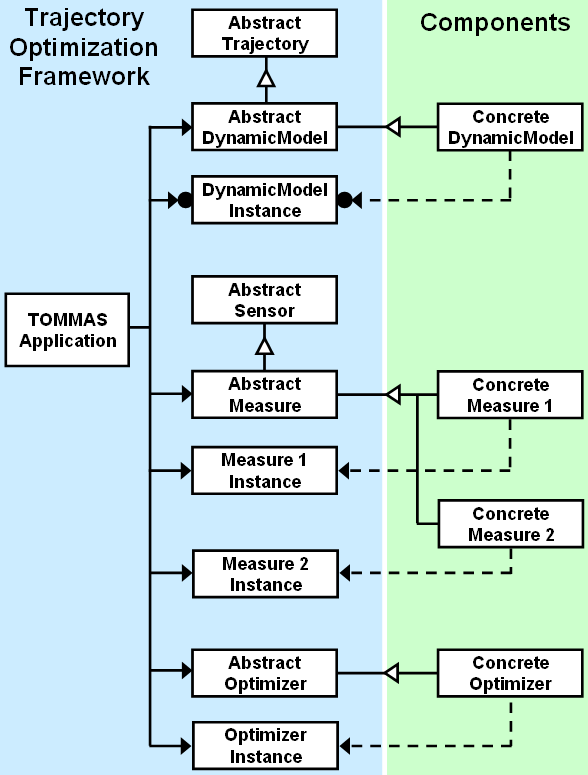 Trajectory
Optimization
Framework
Components
Abstract
Trajectory
Abstract
DynamicModel
Concrete
DynamicModel
DynamicModel
Instance
Abstract
Sensor
TOMMAS
Application
Abstract
Measure
Concrete
Measure 1
Measure 1
Instance
Concrete
Measure 2
Measure 2
Instance
Abstract
Optimizer
Concrete
Optimizer
Optimizer
Instance